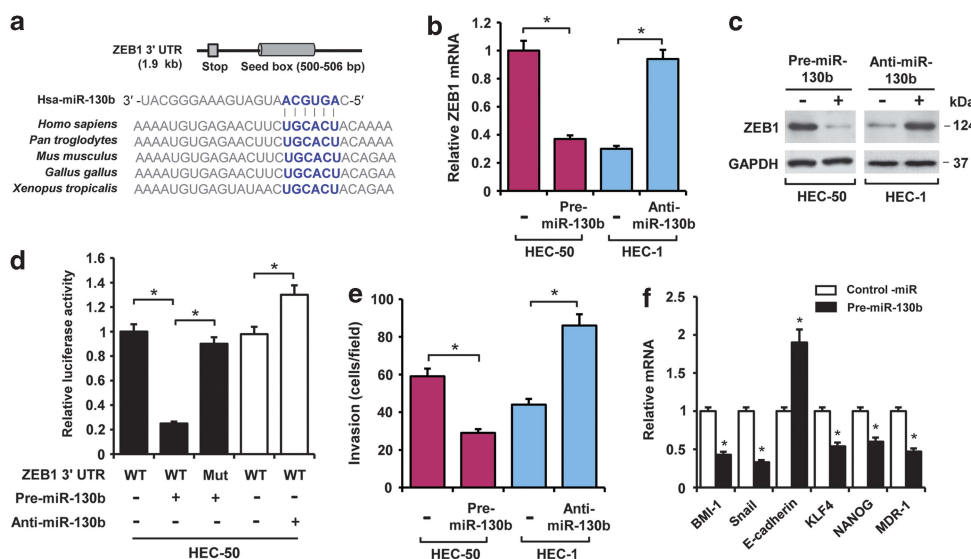 a
ZEB1 3' UTR
(1.9 kb)
Stop
Seed box (500-506 bp)
Hsa-miR-130b 3' -UACGGGAAAGUAGUAACGUGAC-5'
Homo sapiens AAAAUGUGAGAACUUCUGCACUACAAAA
Pan troglodytes AAAAUGUGAGAACUUCUGCACUACAAAA
Mus musculus AAAAUGUGAGAACUUCUGCACUACAGAA
Gallus gallus AAAAUGUGAGAACUUCUGCACUACAGAA
Xenopus tropicalis AAAAUGUGAGUAUAACUGCACUACAGAA
b
Relative ZEB1 mRNA
1.2
1
0.8
0.6
0.4
0.2
0
* *
- Pre-miR-130b - Anti-miR-130b
HEC-50 HEC-1
c
Pre-miR-130b Anti-miR-130b
- + - + kDa
ZEB1 - 124
GAPDH - 37
HEC-50 HEC-1
d
Relative luciferase activity
1.6
1.4
1.2
1
0.8
0.6
0.4
0.2
0
* * *
ZEB1 3' UTR WT WT Mut WT WT
Pre-miR-130b - + + - -
Anti-miR-130b - - - - +
HEC-50
e
Invasion (cells/field)
100
80
60
40
20
0
* *
- Pre-miR-130b - Anti-miR-130b
HEC-50 HEC-1
f
Control -miR
Pre-miR-130b
Relative mRNA
2.5
2
1.5
1
0.5
0
* * * * * *
BMI-1 Snail E-cadherin KLF4 NANOG MDR-1